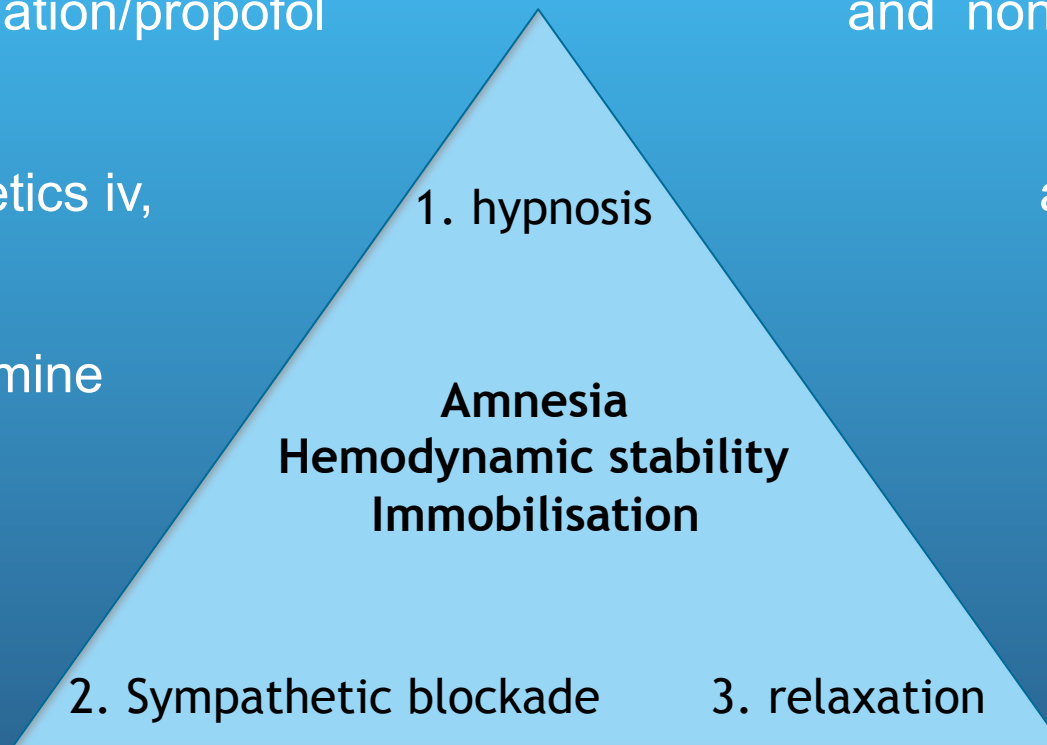 ation/propofol
and non
etics iv,
1. hypnosis
mine
Amnesia
Hemodynamic stability
Immobilisation
2. Sympathetic blockade
3. relaxation